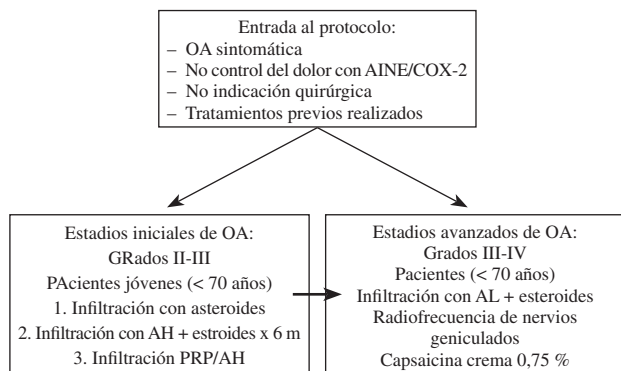 Entrada al protocolo:
– OA sintomática
– No control del dolor con AINE/COX-2
– No indicación quirúrgica
– Tratamientos previos realizados
Estadios iniciales de OA:
GRados II-III
PAcientes jóvenes (< 70 años)
1. Infiltración con asteroides
2. Infiltración con AH + estroides x 6 m
3. Infiltración PRP/AH
Estadios avanzados de OA:
Grados III-IV
Pacientes (< 70 años)
Infiltración con AL + esteroides
Radiofrecuencia de nervios
geniculados
Capsaicina crema 0,75 %